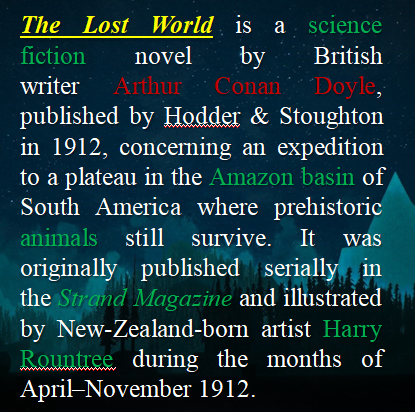 The Lost World is a science
fiction novel by British
writer Arthur Conan Doyle,
published by Hodder & Stoughton
in 1912, concerning an expedition
to a plateau in the Amazon basin of
South America where prehistoric
animals still survive. It was
originally published serially in
the Strand Magazine and illustrated
by New-Zealand-born artist Harry
Rountree during the months of
April–November 1912.